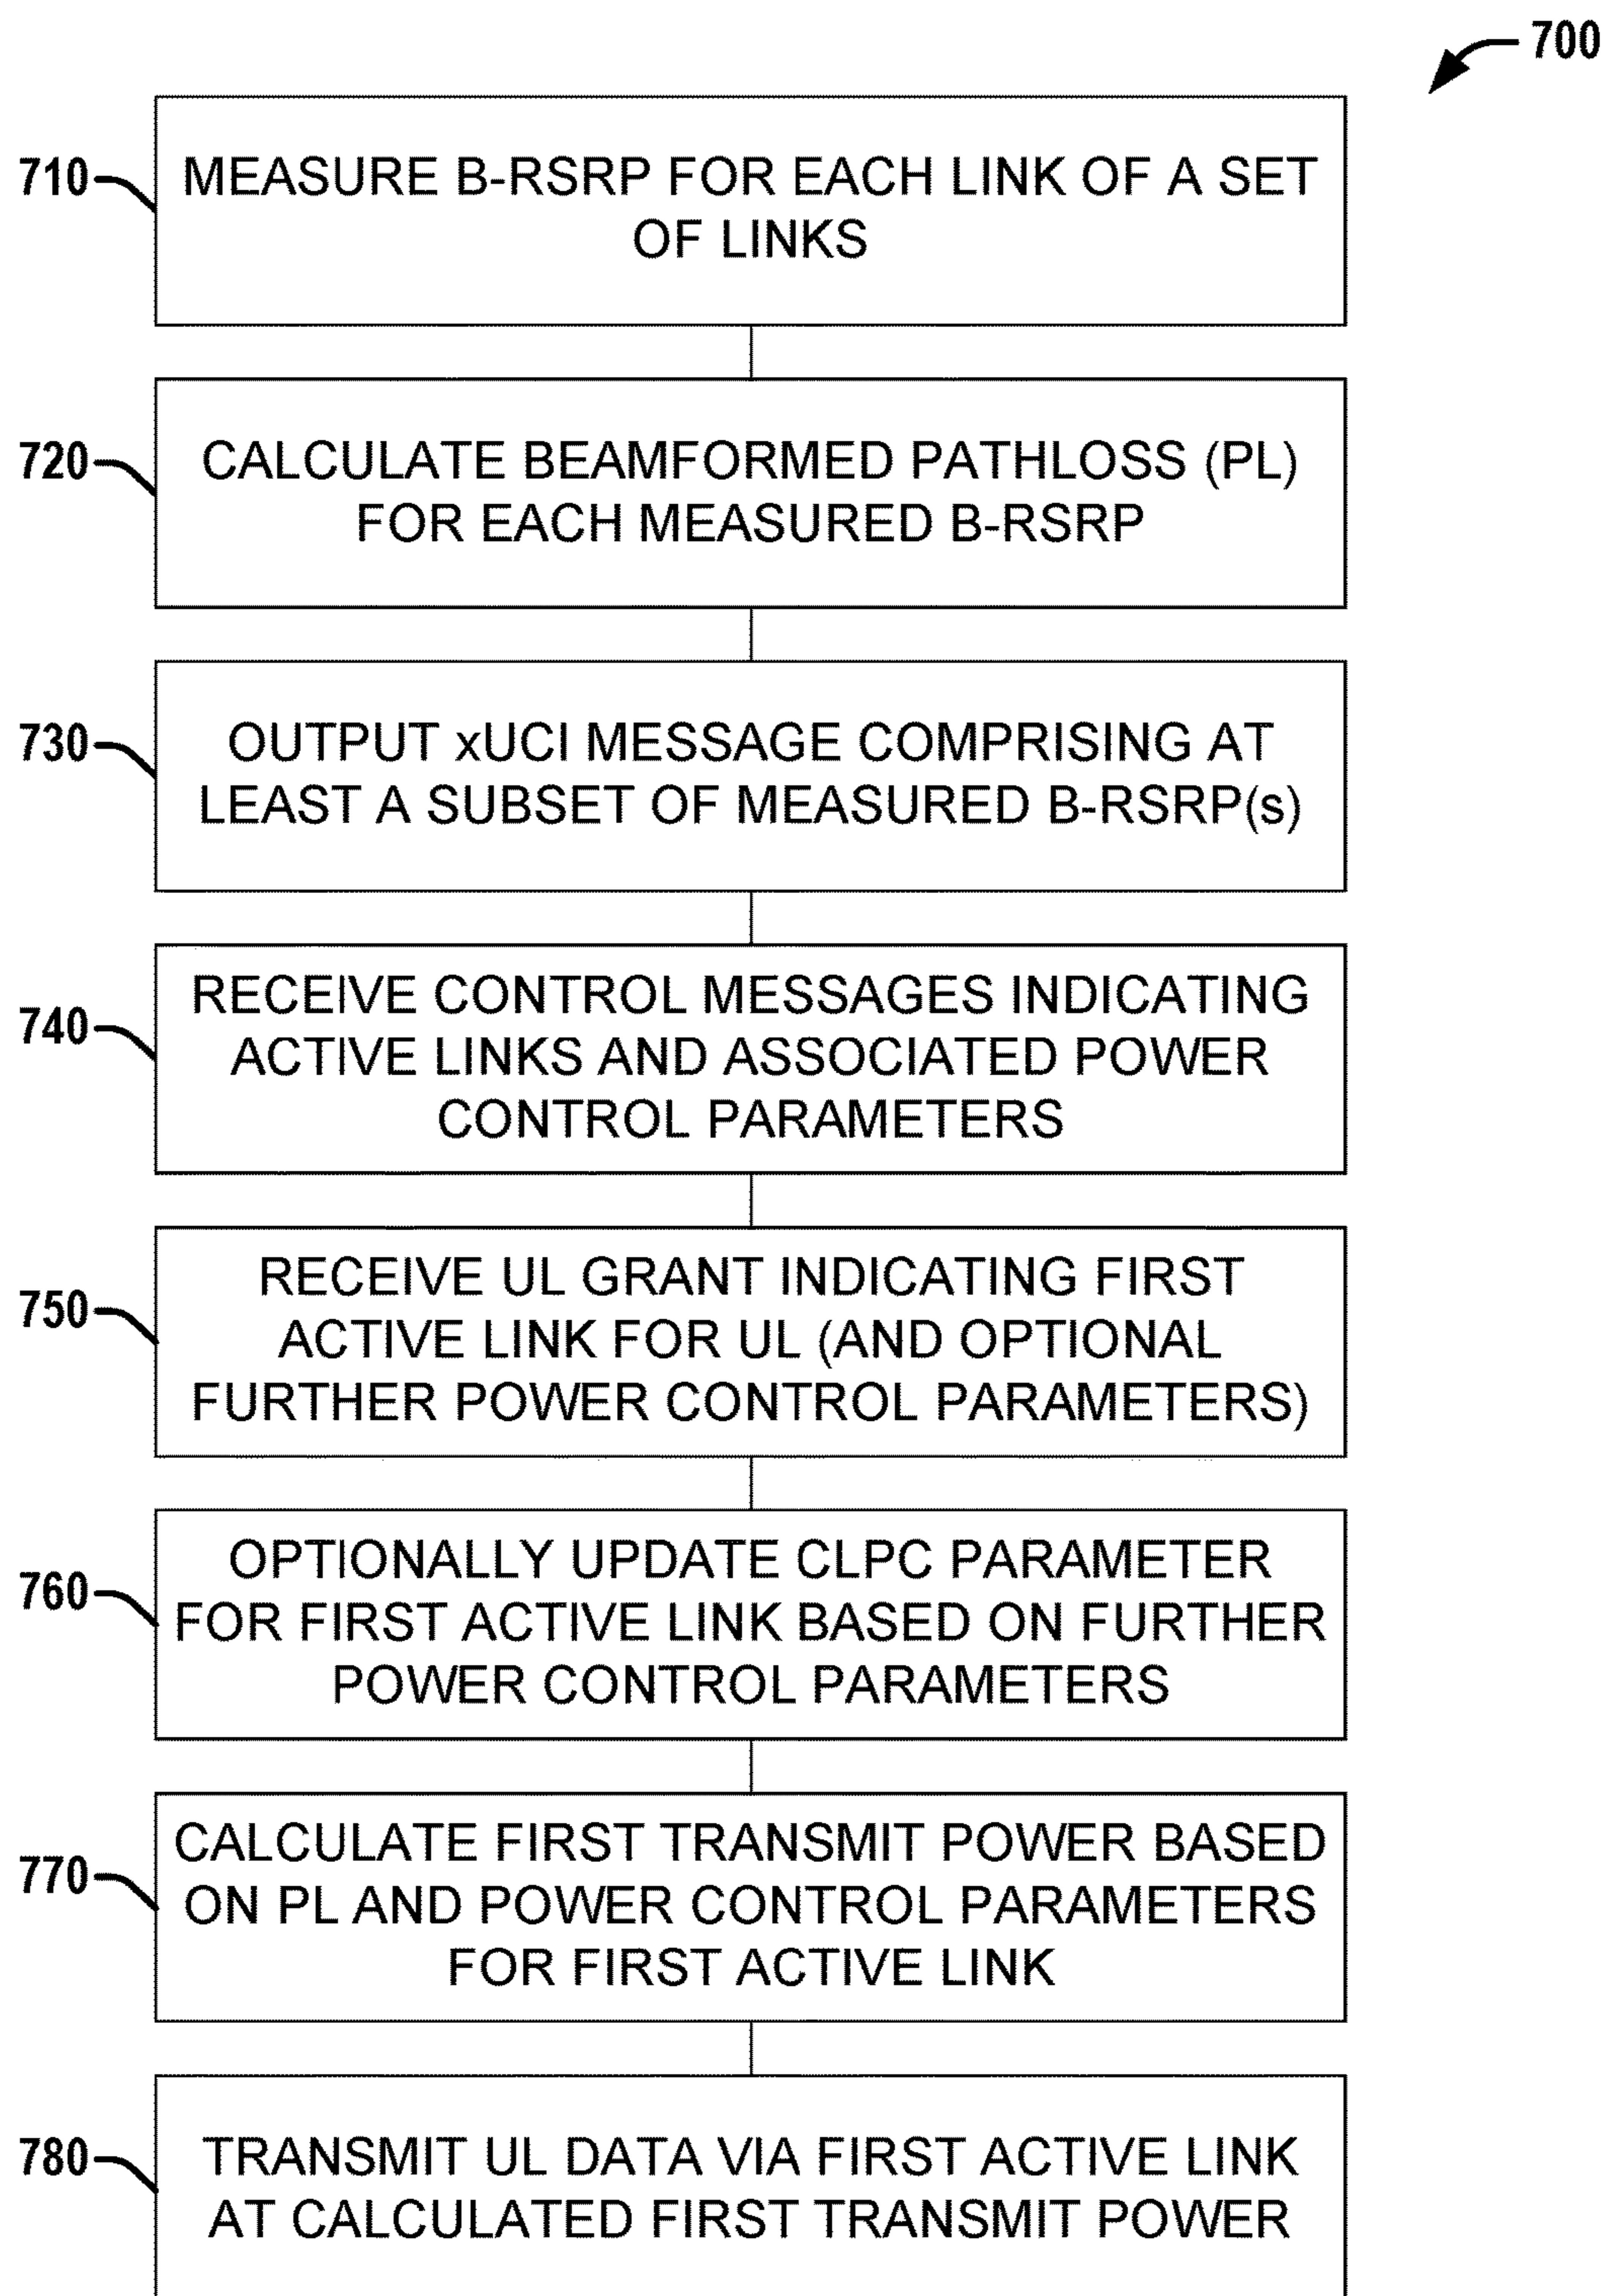 700
710
MEASURE B-RSRP FOR EACH LINK OF A SET
OF LINKS
720
CALCULATE BEAMFORMED PATHLOSS (PL)
FOR EACH MEASURED B-RSRP
730
OUTPUT xUCI MESSAGE COMPRISING AT
LEAST A SUBSET OF MEASURED B-RSRP(s)
740
RECEIVE CONTROL MESSAGES INDICATING
ACTIVE LINKS AND ASSOCIATED POWER
CONTROL PARAMETERS
750
RECEIVE UL GRANT INDICATING FIRST
ACTIVE LINK FOR UL (AND OPTIONAL
FURTHER POWER CONTROL PARAMETERS)
760
OPTIONALLY UPDATE CLPC PARAMETER
FOR FIRST ACTIVE LINK BASED ON FURTHER
POWER CONTROL PARAMETERS
770
CALCULATE FIRST TRANSMIT POWER BASED
ON PL AND POWER CONTROL PARAMETERS
FOR FIRST ACTIVE LINK
780
TRANSMIT UL DATA VIA FIRST ACTIVE LINK
AT CALCULATED FIRST TRANSMIT POWER